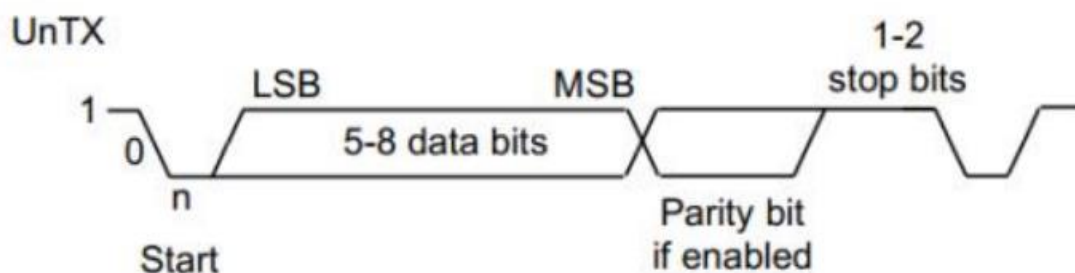 UnTX
1-2
stop bits
LSB
MSB
1
0
5-8 data bits
n
Parity bit
if enabled
Start